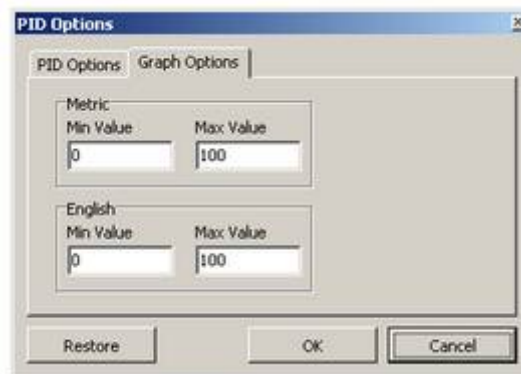 PID Options
PID Options Graph Options
Metric
Min Value Max Value
0 100
English
Min Value Max Value
0 100
Restore OK Cancel